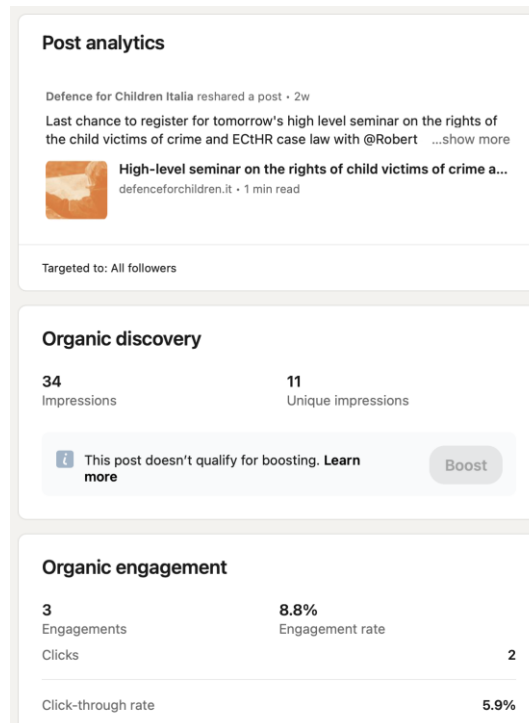 Post analytics
Defence for Children Italia reshared a post • 2w
Last chance to register for tomorrow's high level seminar on the rights of
the child victims of crime and ECtHR case law with @Robert ...show more
High-level seminar on the rights of child victims of crime a...
defenceforchildren.it • 1 min read
Targeted to: All followers
Organic discovery
34 11
Impressions Unique impressions
This post doesn't qualify for boosting. Learn
more
Boost
Organic engagement
3 8.8%
Engagements Engagement rate
Clicks 2
Click-through rate 5.9%